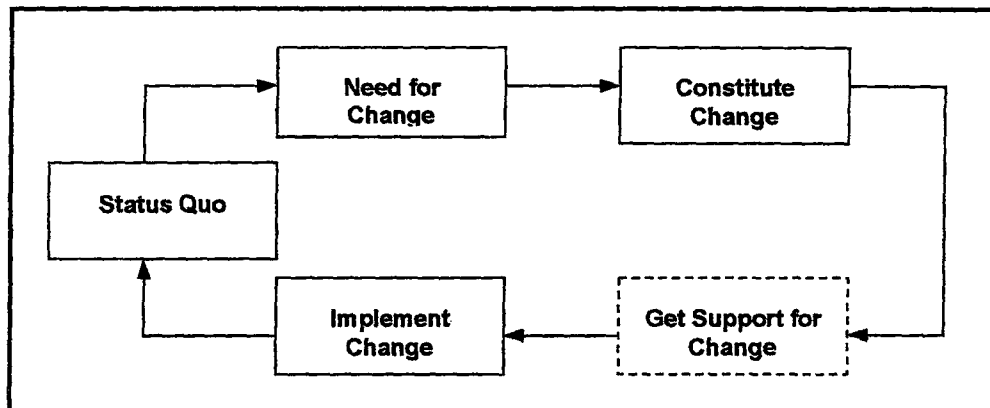 Need for
Change
Constitute
Change
Status Quo
Implement
Change
Get Support for
Change